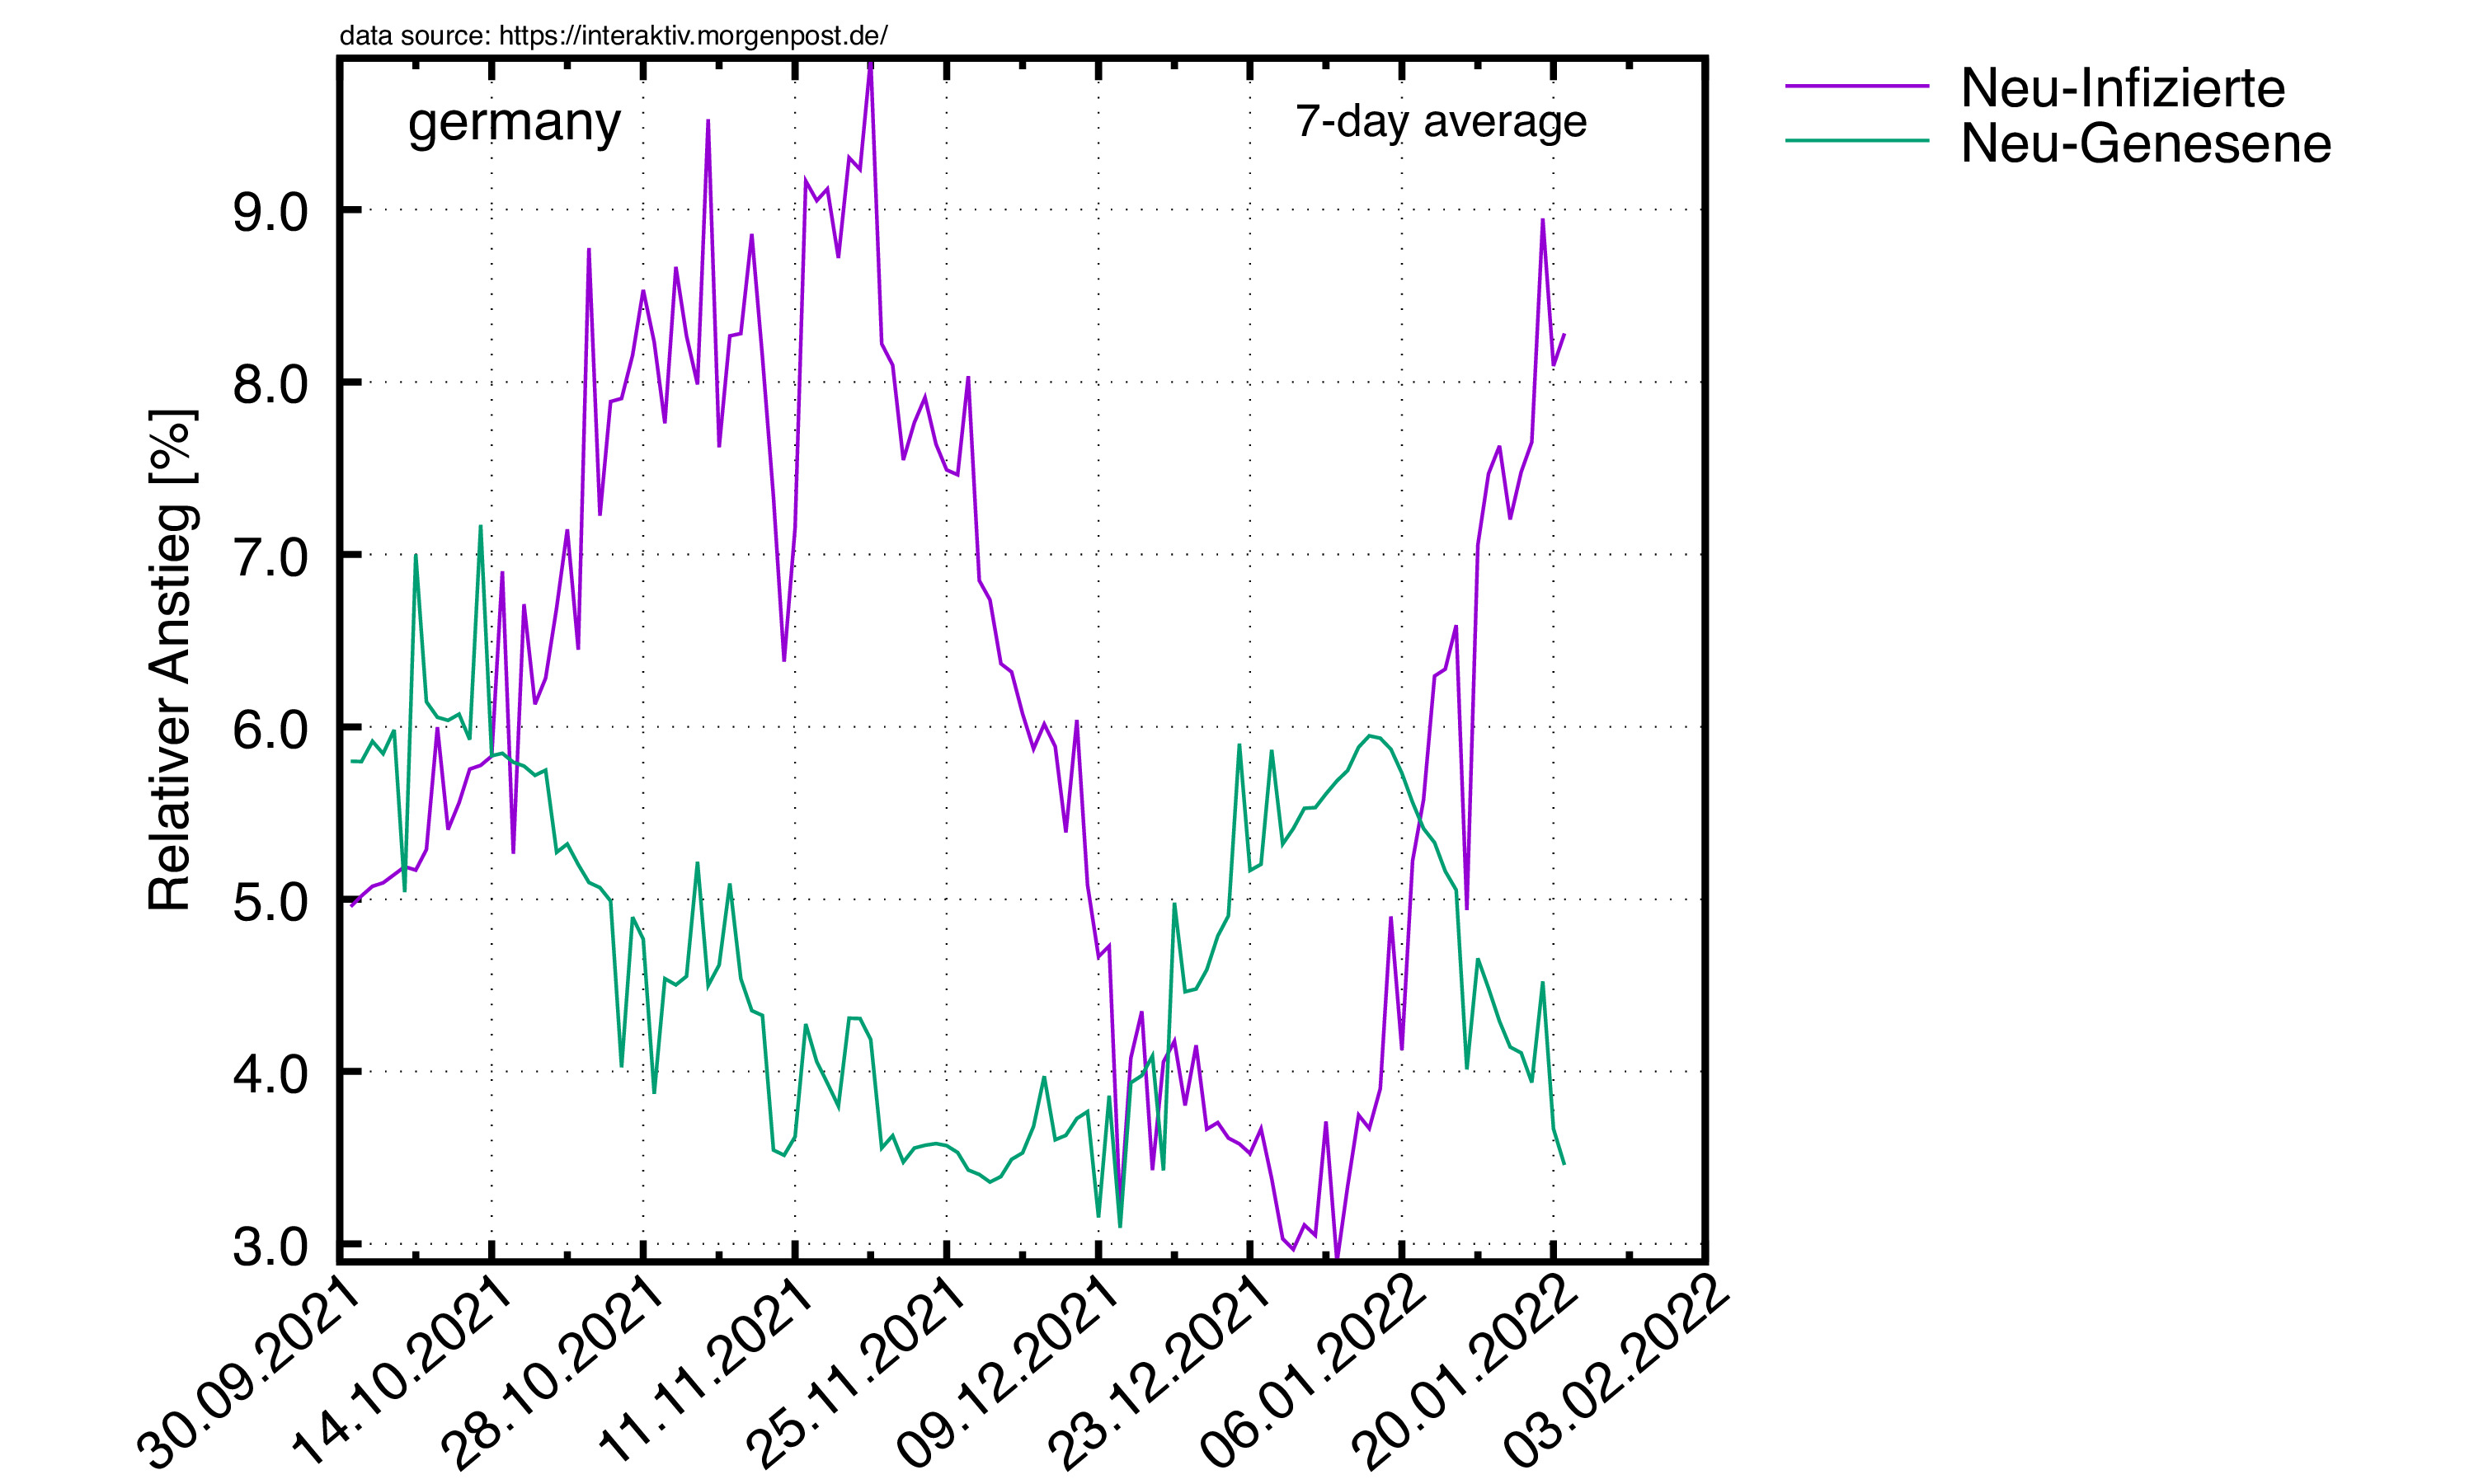 data source: https://interaktiv.morgenpost.de/
germany
7-day average
Neu-Infizierte
Neu-Genesene
Relativer Anstieg [%]
9.0
8.0
7.0
6.0
5.0
4.0
3.0
30.09.2021
14.10.2021
28.10.2021
11.11.2021
25.11.2021
09.12.2021
23.12.2021
06.01.2022
20.01.2022
03.02.2022